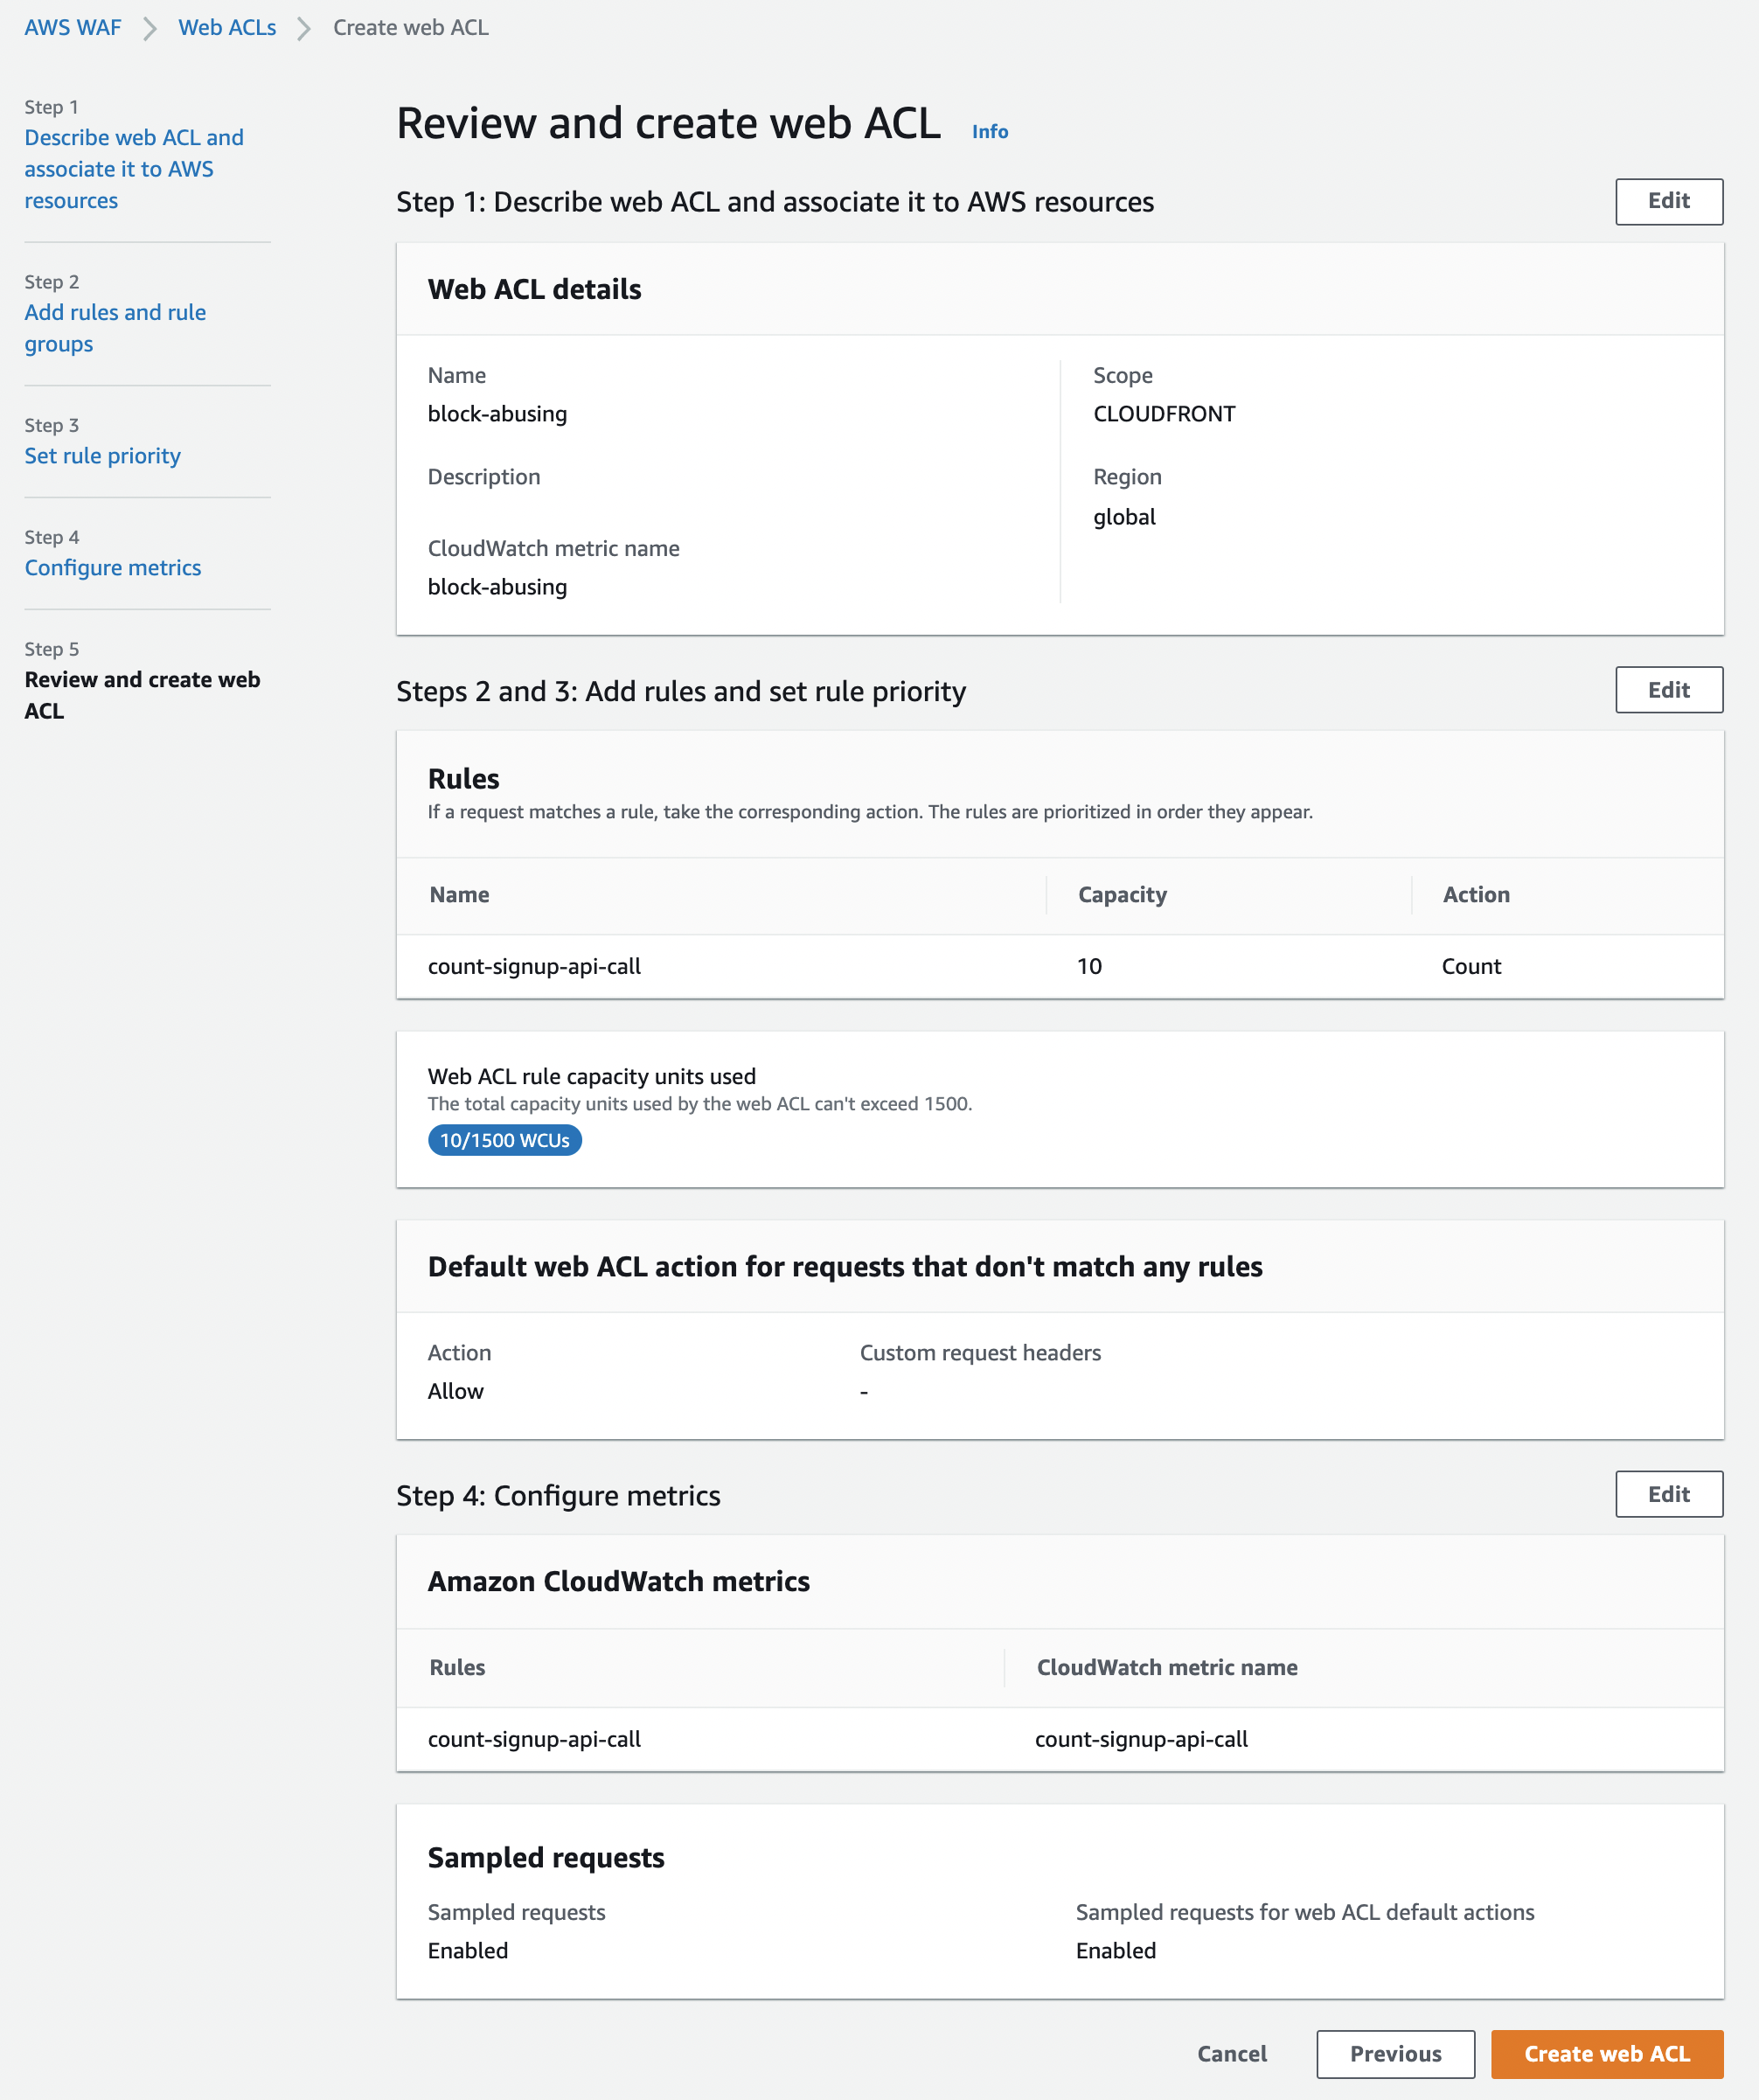 AWS WAF > Web ACLs > Create web ACL
Step 1
Describe web ACL and
associate it to AWS
resources
Step 2
Add rules and rule
groups
Step 3
Set rule priority
Step 4
Configure metrics
Step 5
Review and create web
ACL
Review and create web ACL Info
Step 1: Describe web ACL and associate it to AWS resources Edit
Web ACL details
Name
block-abusing
Description
CloudWatch metric name
block-abusing
Scope
CLOUDFRONT
Region
global
Steps 2 and 3: Add rules and set rule priority Edit
Rules
If a request matches a rule, take the corresponding action. The rules are prioritized in order they appear.
Name Capacity Action
count-signup-api-call 10 Count
Web ACL rule capacity units used
The total capacity units used by the web ACL can't exceed 1500.
10/1500 WCUs
Default web ACL action for requests that don't match any rules
Action Custom request headers
Allow -
Step 4: Configure metrics Edit
Amazon CloudWatch metrics
Rules CloudWatch metric name
count-signup-api-call count-signup-api-call
Sampled requests
Sampled requests Sampled requests for web ACL default actions
Enabled Enabled
Cancel Previous Create web ACL